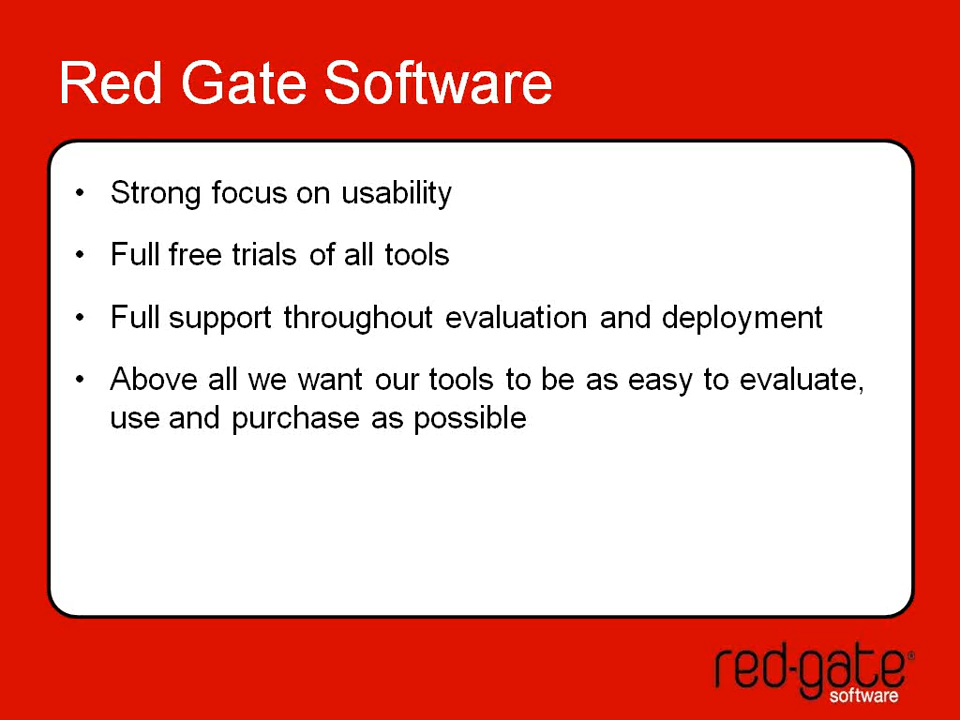 Red Gate Software
• Strong focus on usability
• Full free trials of all tools
• Full support throughout evaluation and deployment
• Above all we want our tools to be as easy to evaluate,
use and purchase as possible
red-gate®
software